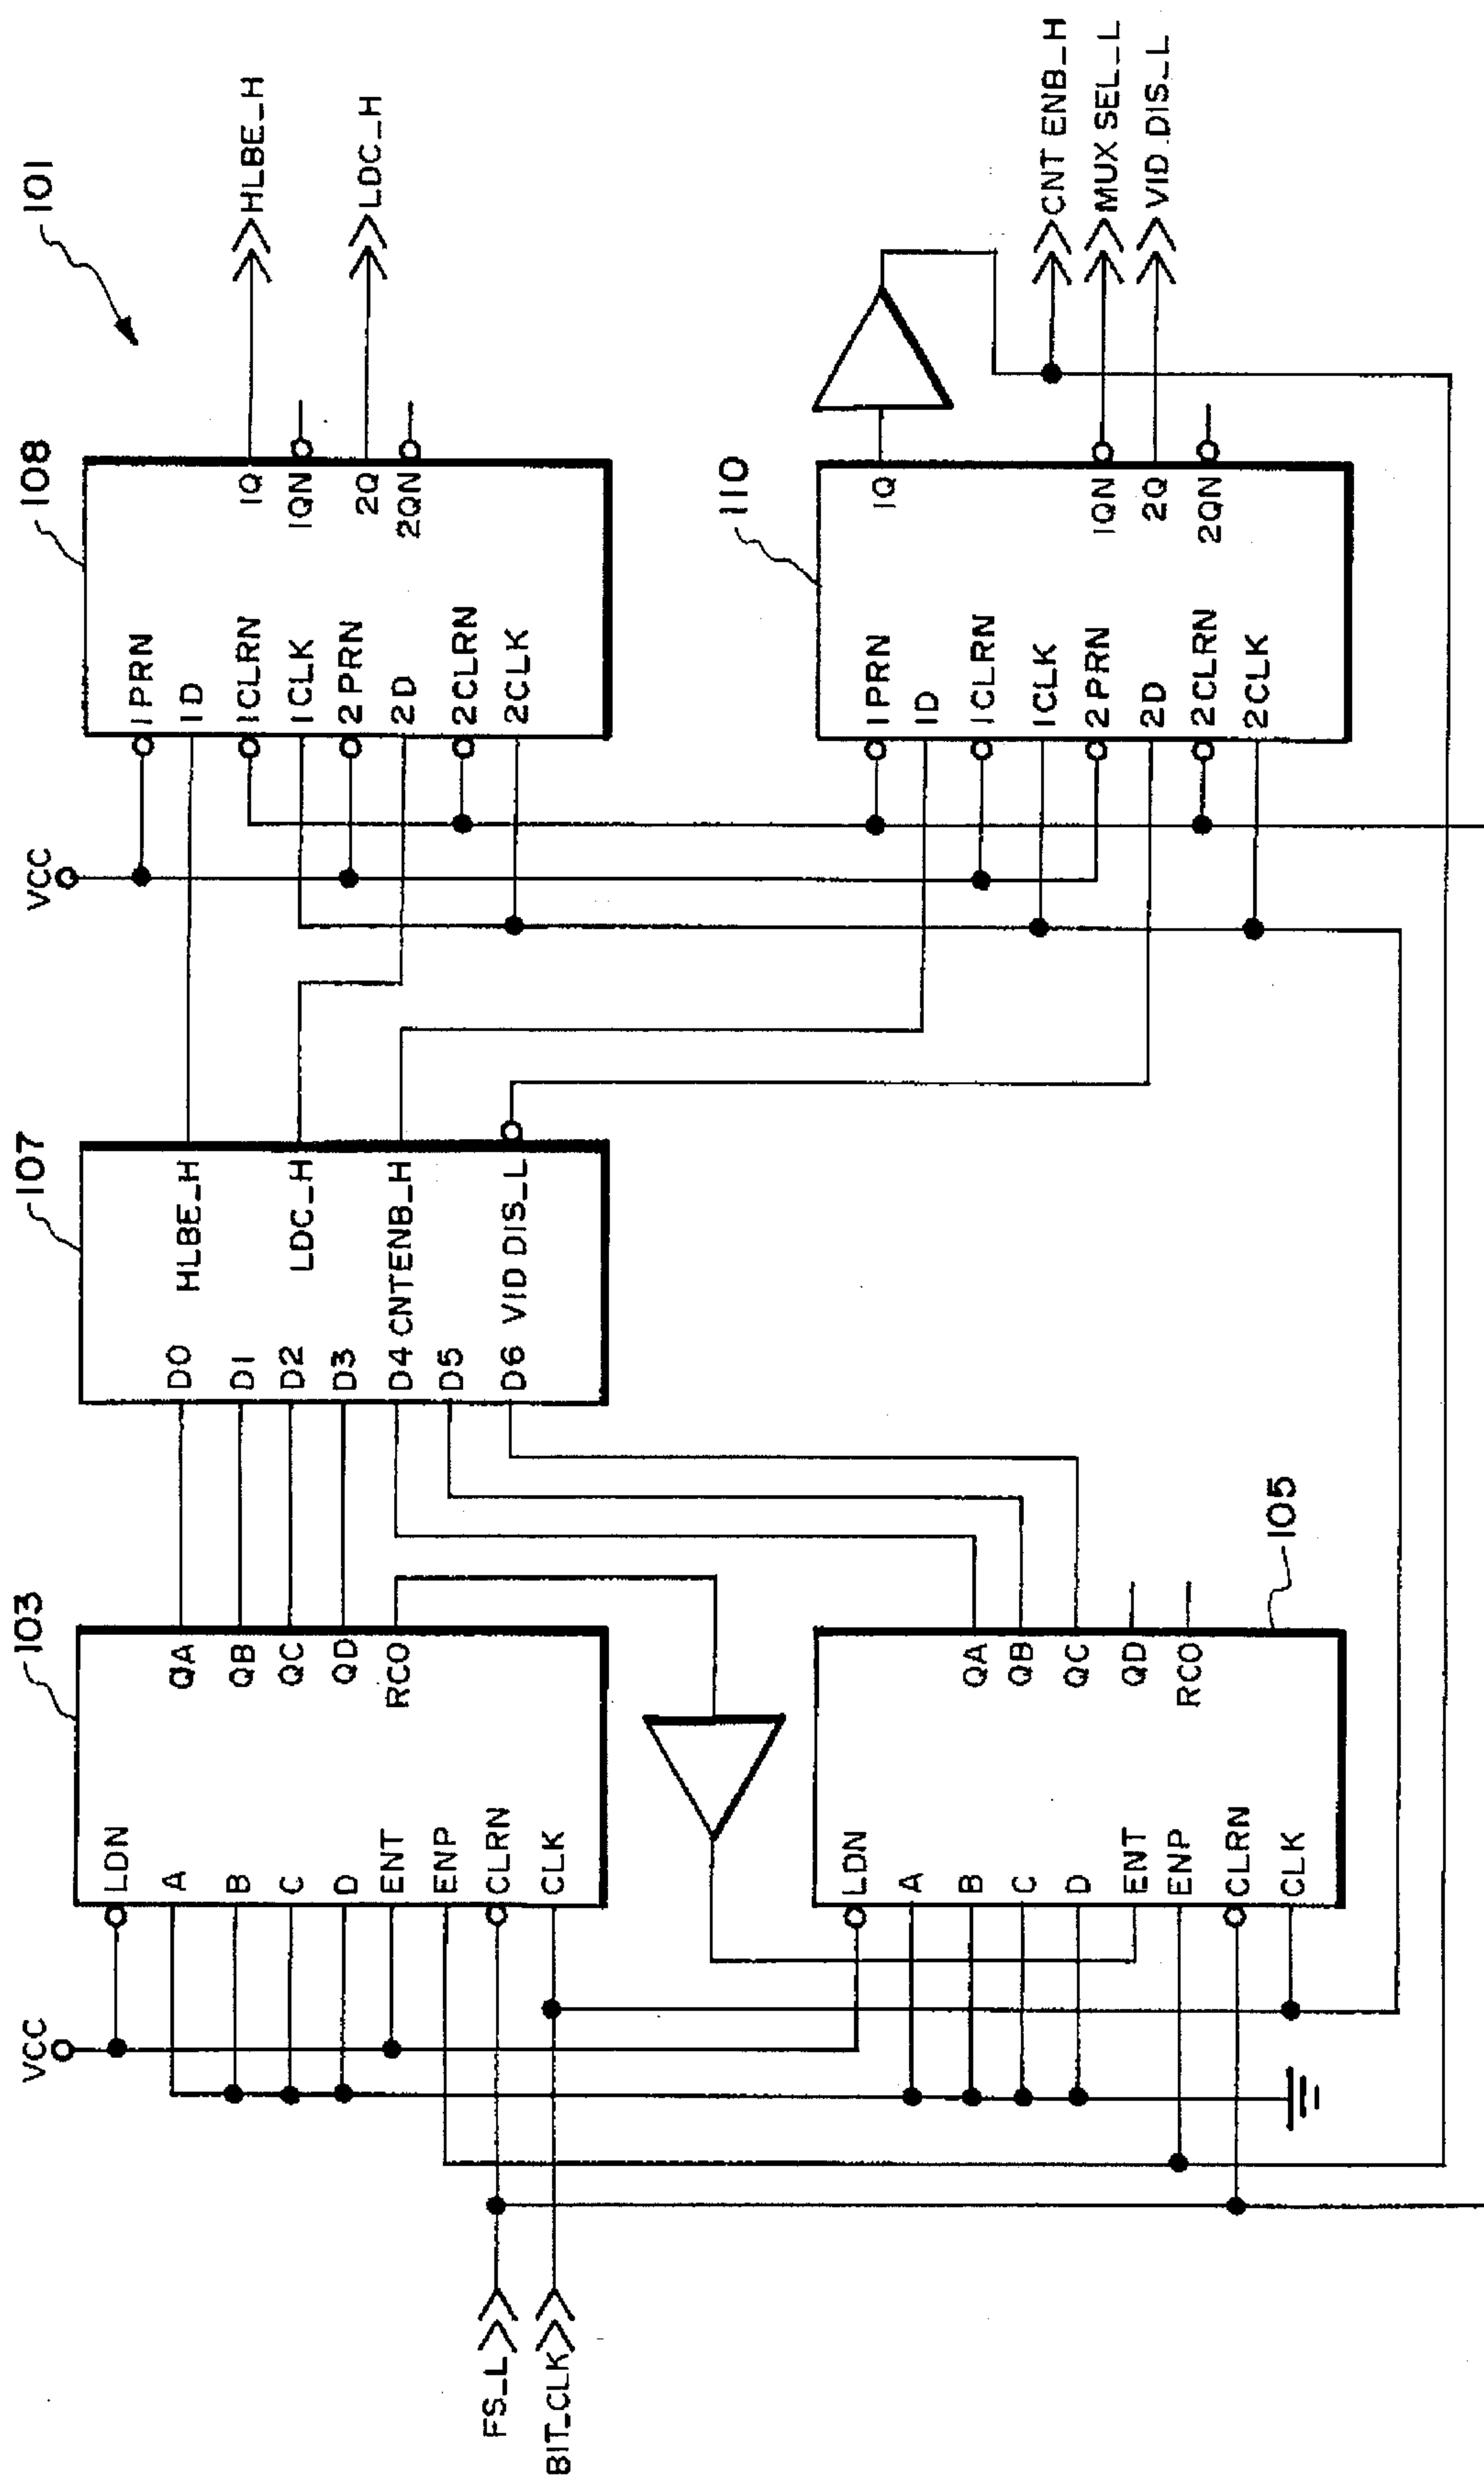 101
103
VCC
LDN
A
B
C
D
ENT
ENP
CLRN
CLK
QA
QB
QC
QD
RCO
FS_L
BIT_CLK
107
D0
D1
D2
D3
D4
D5
D6
HLBE_H
LDC_H
CNTENB_H
VID DIS_L
VCC
108
1PRN
1D
1CLRN
1CLK
2PRN
2D
2CLRN
2CLK
1Q
1QN
2Q
2QN
HLBE_H
LDC_H
105
LDN
A
B
C
D
ENT
ENP
CLRN
CLK
QA
QB
QC
QD
RCO
110
1PRN
1D
1CLRN
1CLK
2PRN
2D
2CLRN
2CLK
1Q
1QN
2Q
2QN
CNT ENB_H
MUX SEL_L
VID DIS_L